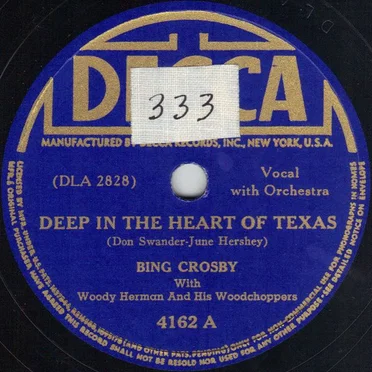 DECCA
333
MANUFACTURED BY DECCA RECORDS, INC., NEW YORK, U.S.A.
(DLA 2828)
Vocal
with Orchestra
DEEP IN THE HEART OF TEXAS
(Don Swander-June Hershey)
BING CROSBY
With
Woody Herman And His Woodchoppers
4162 A